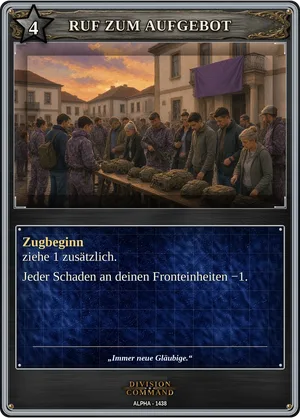 4
RUF ZUM AUFGEBOT
Zugbeginn
ziehe 1 zusätzlich.
Jeder Schaden an deinen Fronteinheiten −1.
„Immer neue Gläubige.“
DIVISION
COMMAND
ALPHA - 1438